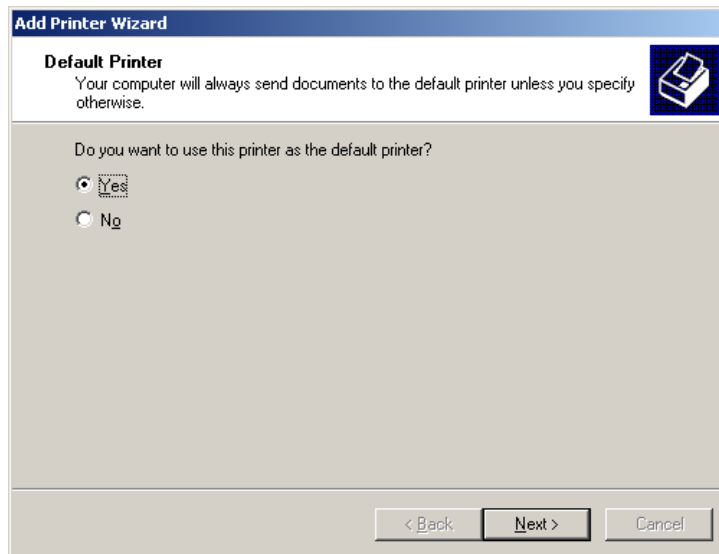 Add Printer Wizard
Default Printer
Your computer will always send documents to the default printer unless you specify
otherwise.
Do you want to use this printer as the default printer?
Yes
No
< Back
Next >
Cancel